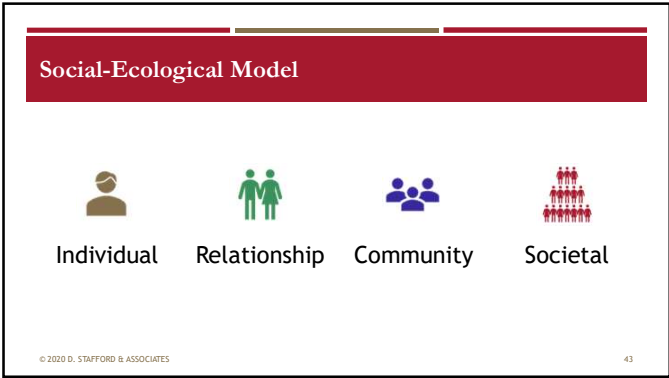 Social-Ecological Model
Individual Relationship Community Societal
© 2020 D. STAFFORD & ASSOCIATES 43